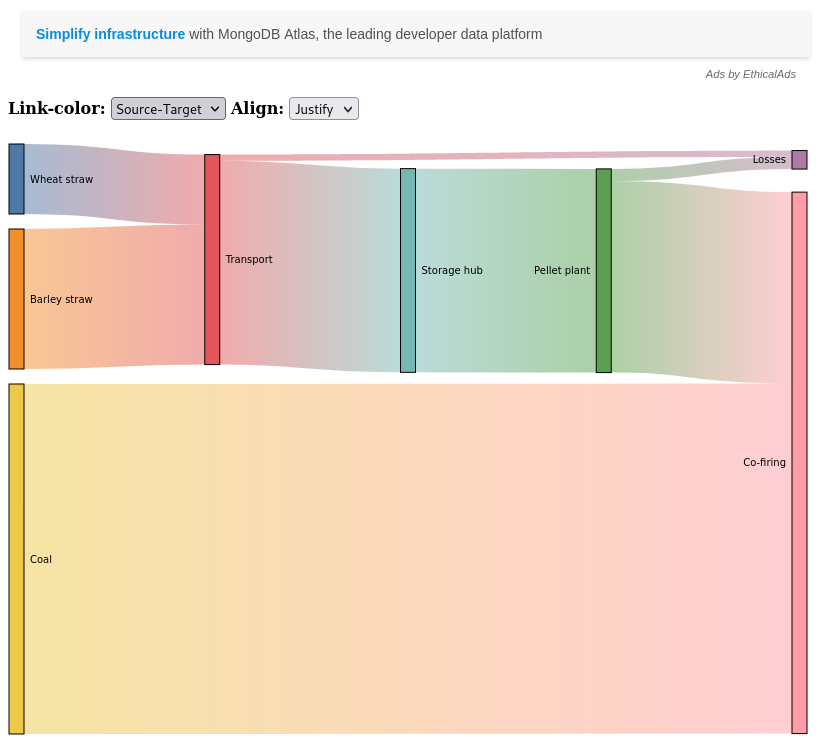 Simplify infrastructure with MongoDB Atlas, the leading developer data platform
Ads by EthicalAds
Link-color: Source-Target Align: Justify
Losses
Wheat straw
Transport
Storage hub
Pellet plant
Barley straw
Co-firing
Coal